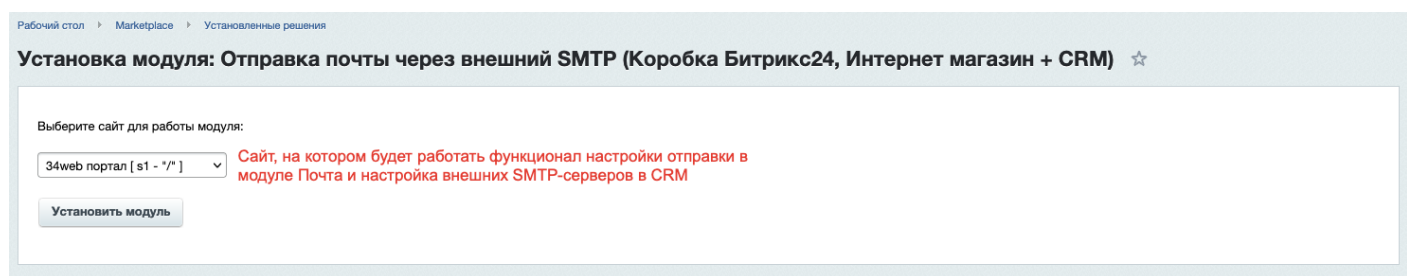 Рабочий стол Marketplace Установленные решения
Установка модуля: Отправка почты через внешний SMTP (Коробка Битрикс24, Интернет магазин + CRM)
Выберите сайт для работы модуля:
34web портал [ s1 - "/" ]
Сайт, на котором будет работать функционал настройки отправки в
модуле Почта и настройка внешних SMTP-серверов в CRM
Установить модуль